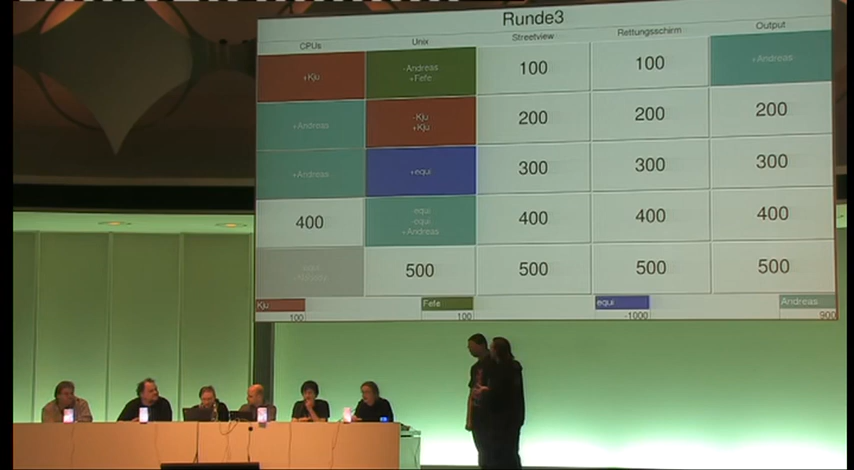 Runde3
CPUs Unix Streetview Rettungsschirm Output
+Kju
-Andreas
+Fefe
100
100
+Andreas
+Andreas
-Kju
+Kju
200
200
200
+Andreas
+equi
300
300
300
400
equi
-equi
+Andreas
400
400
400
500
500
500
500
Kju Fefe equi Andreas
100 100 -1000 900